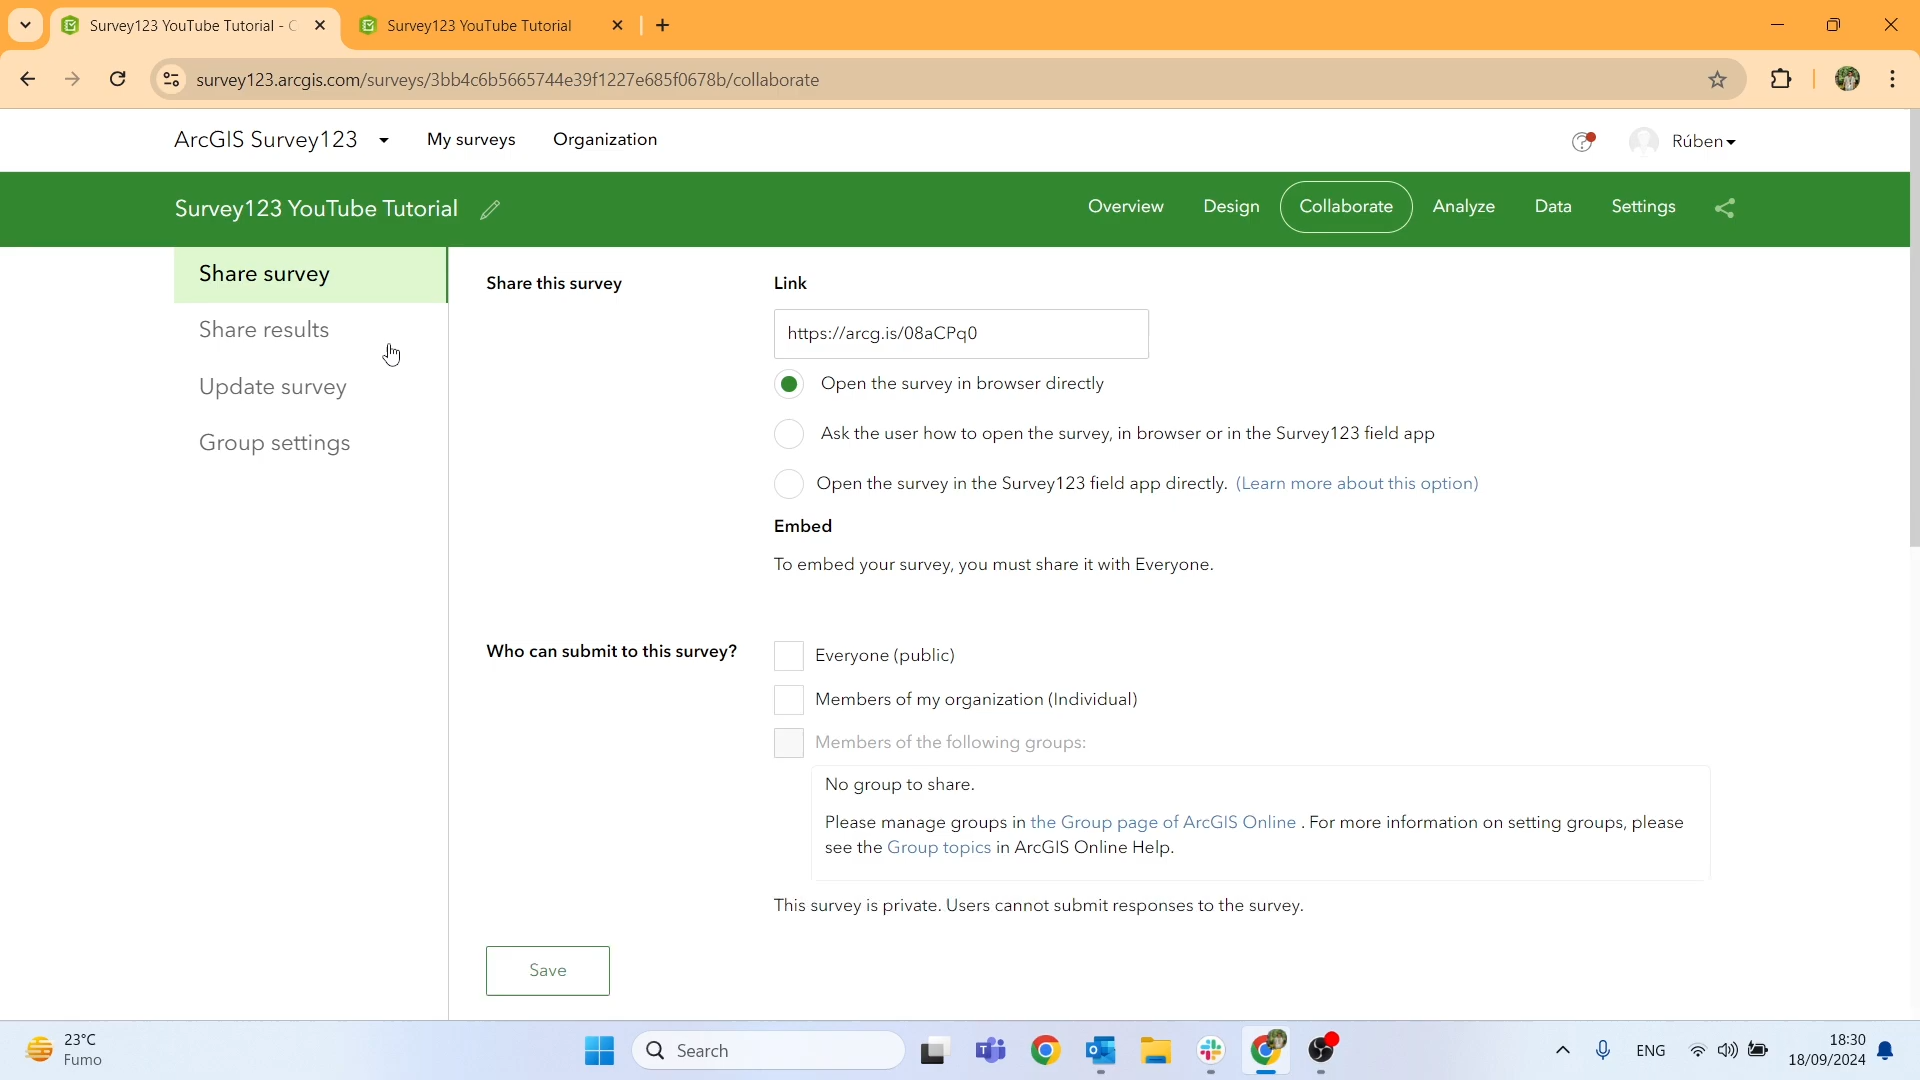 Survey123 YouTube Tutorial - C
Survey123 YouTube Tutorial
survey123.arcgis.com/surveys/3bb4c6b5665744e39f1227e685f0678b/collaborate
ArcGIS Survey123
My surveys
Organization
Rúben
Survey123 YouTube Tutorial
Overview
Design
Collaborate
Analyze
Data
Settings
Share survey
Share results
Update survey
Group settings
Share this survey
Link
https://arcg.is/08aCPq0
Open the survey in browser directly
Ask the user how to open the survey, in browser or in the Survey123 field app
Open the survey in the Survey123 field app directly. (Learn more about this option)
Embed
To embed your survey, you must share it with Everyone.
Who can submit to this survey?
Everyone (public)
Members of my organization (Individual)
Members of the following groups:
No group to share.
Please manage groups in the Group page of ArcGIS Online . For more information on setting groups, please
see the Group topics in ArcGIS Online Help.
This survey is private. Users cannot submit responses to the survey.
Save
23°C
Fumo
Search
ENG
18:30
18/09/2024